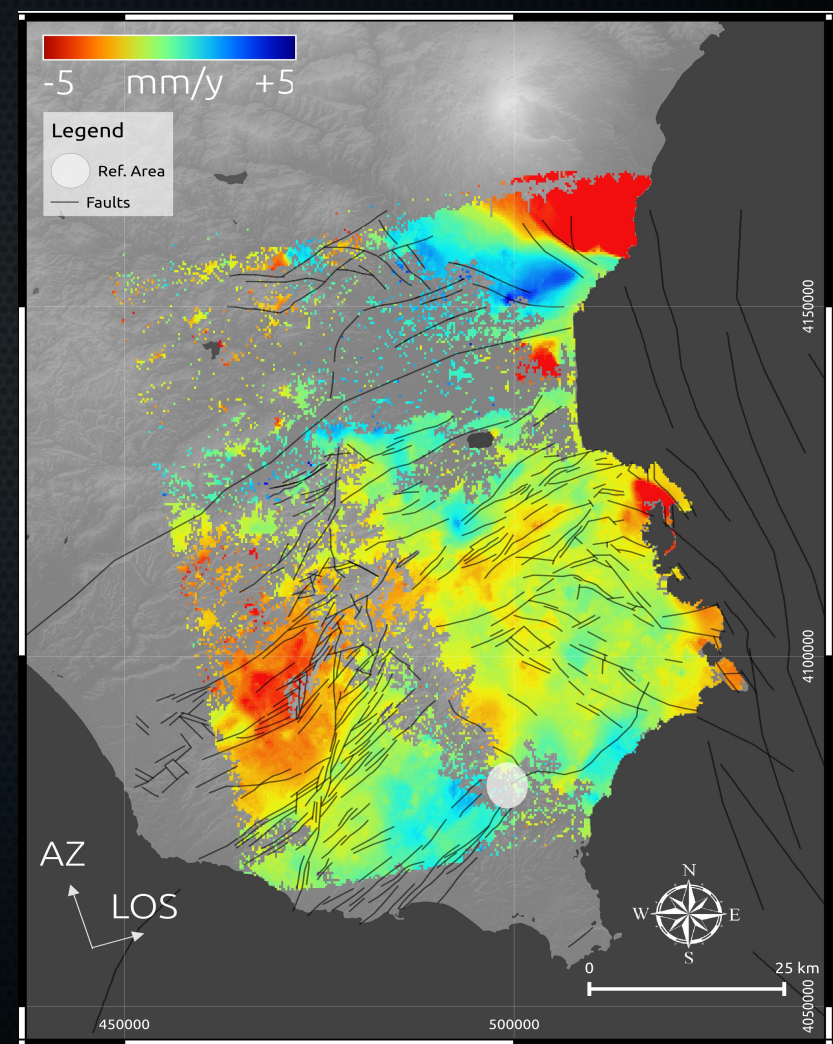 -5 mm/y +5
Legend
Ref. Area
Faults
4150000
4100000
AZ
LOS
N
W E
S
0 25 km
4050000
450000 500000